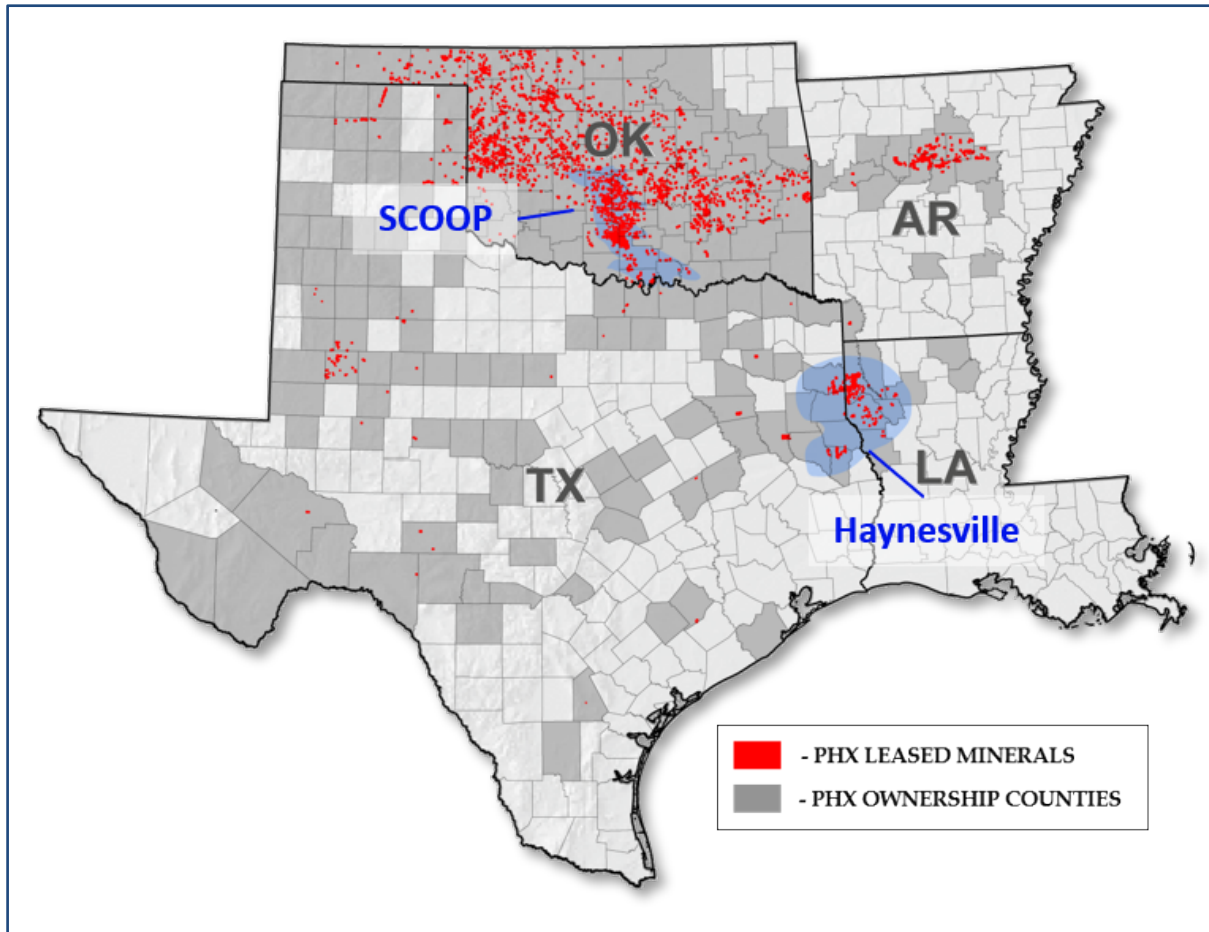 OK
SCOOP
AR
TX
LA
Haynesville
- PHX LEASED MINERALS
- PHX OWNERSHIP COUNTIES